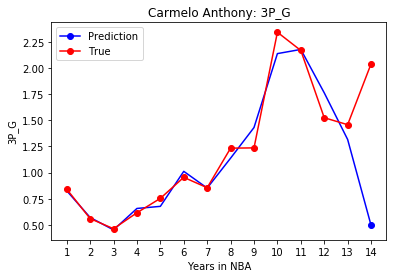 Carmelo Anthony: 3P_G
Prediction
True
2.25
2.00
1.75
1.50
1.25
1.00
0.75
0.50
3P_G
1 2 3 4 5 6 7 8 9 10 11 12 13 14
Years in NBA